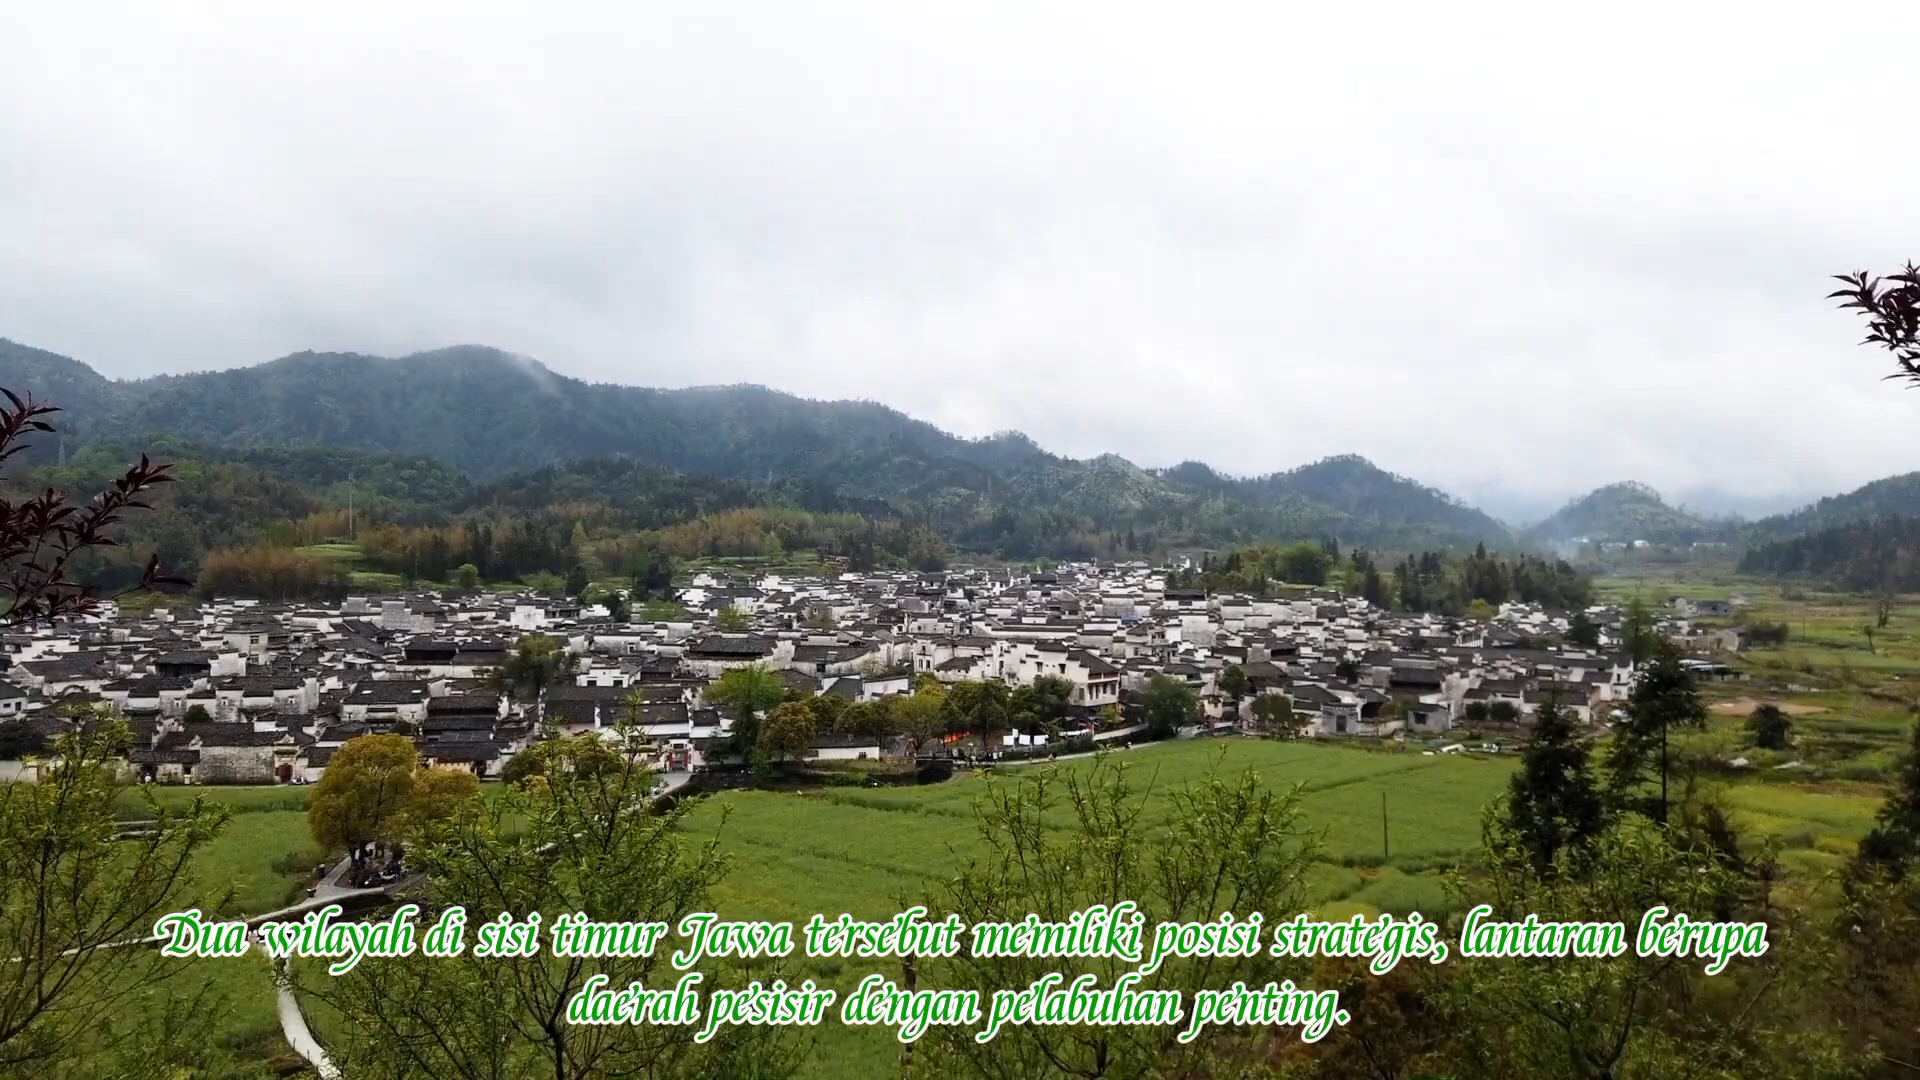 Dua wilayah di sisi timur Jawa tersebut memiliki posisi strategis, lantaran berupa
daerah pesisir dengan pelabuhan penting.